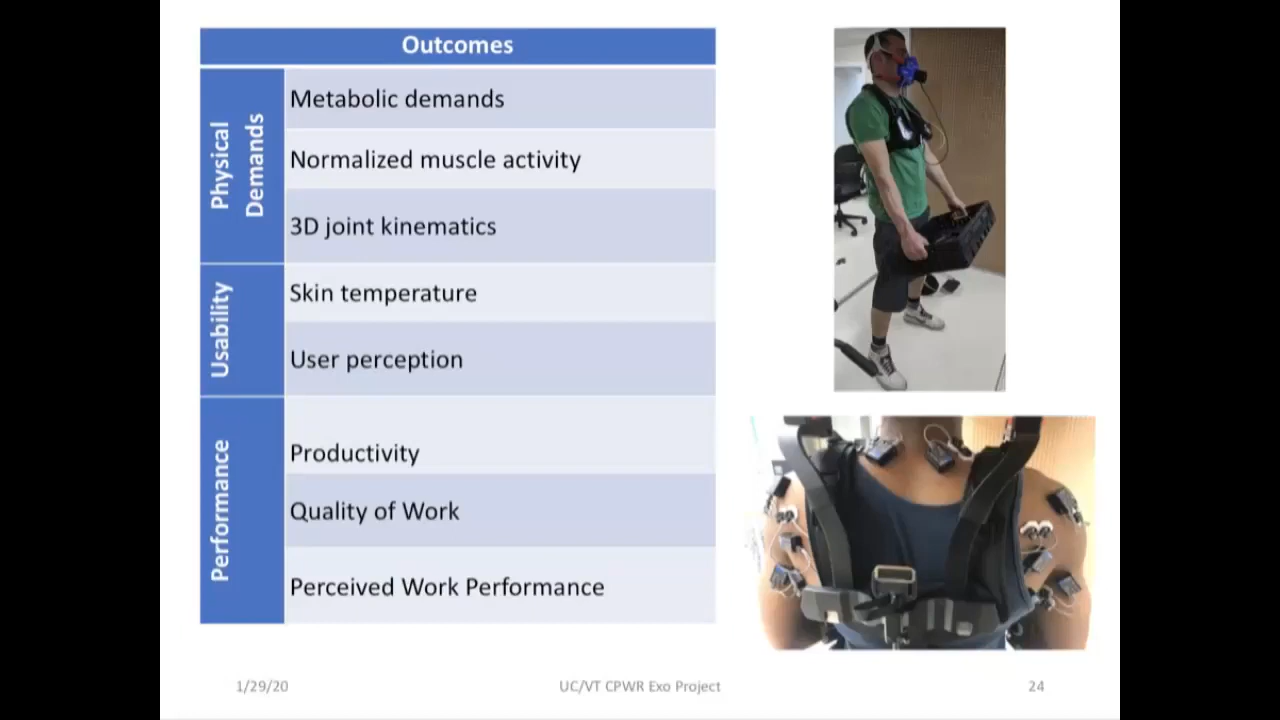 Outcomes
Physical
Demands
Metabolic demands
Normalized muscle activity
3D joint kinematics
Usability
Skin temperature
User perception
Performance
Productivity
Quality of Work
Perceived Work Performance
1/29/20
UC/VT CPWR Exo Project
24